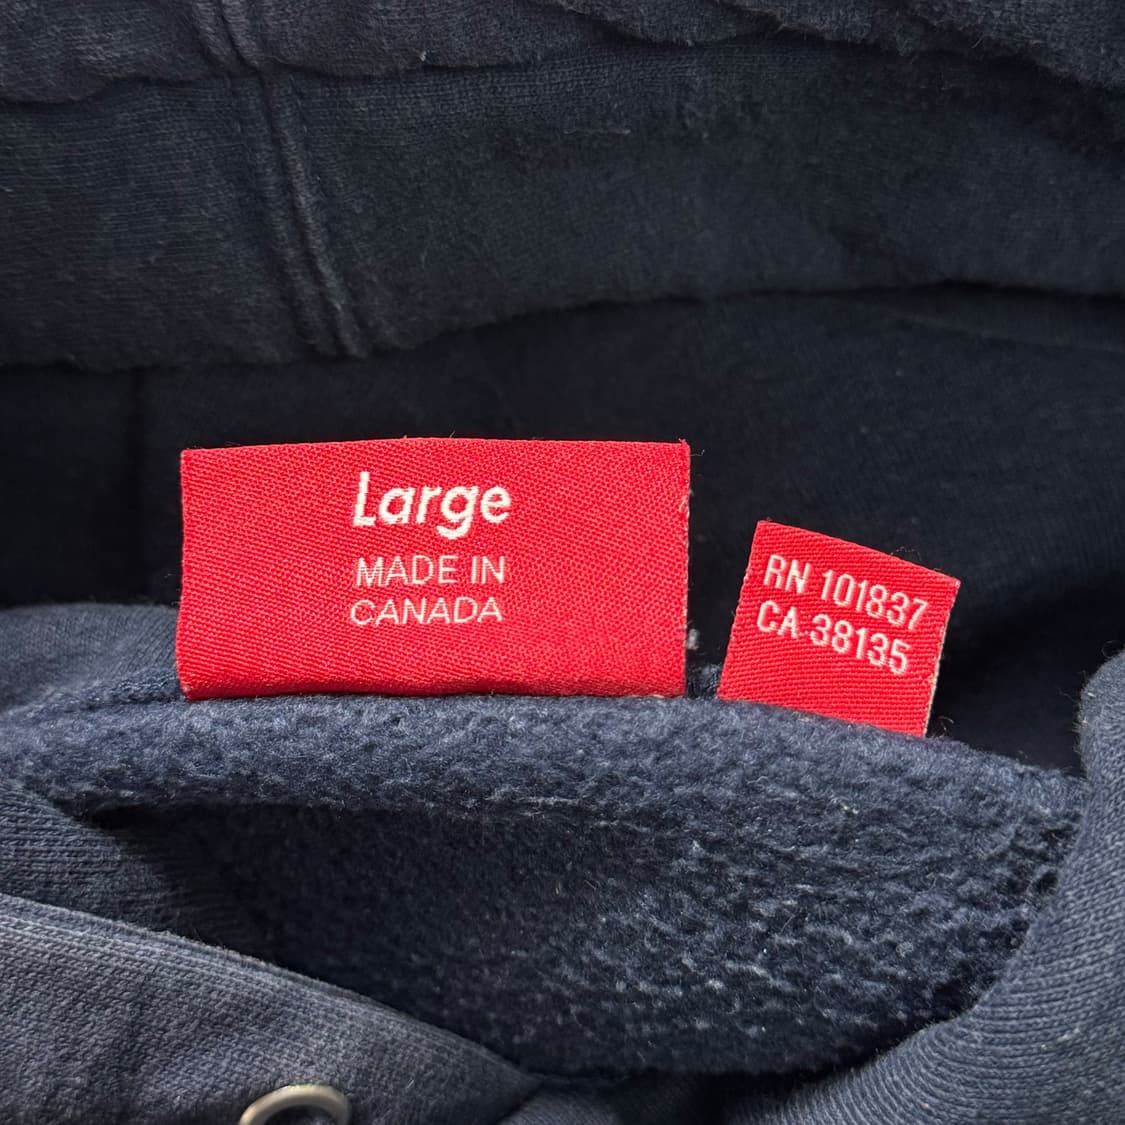 Large
MADE IN
CANADA
RN 101837
CA 38135